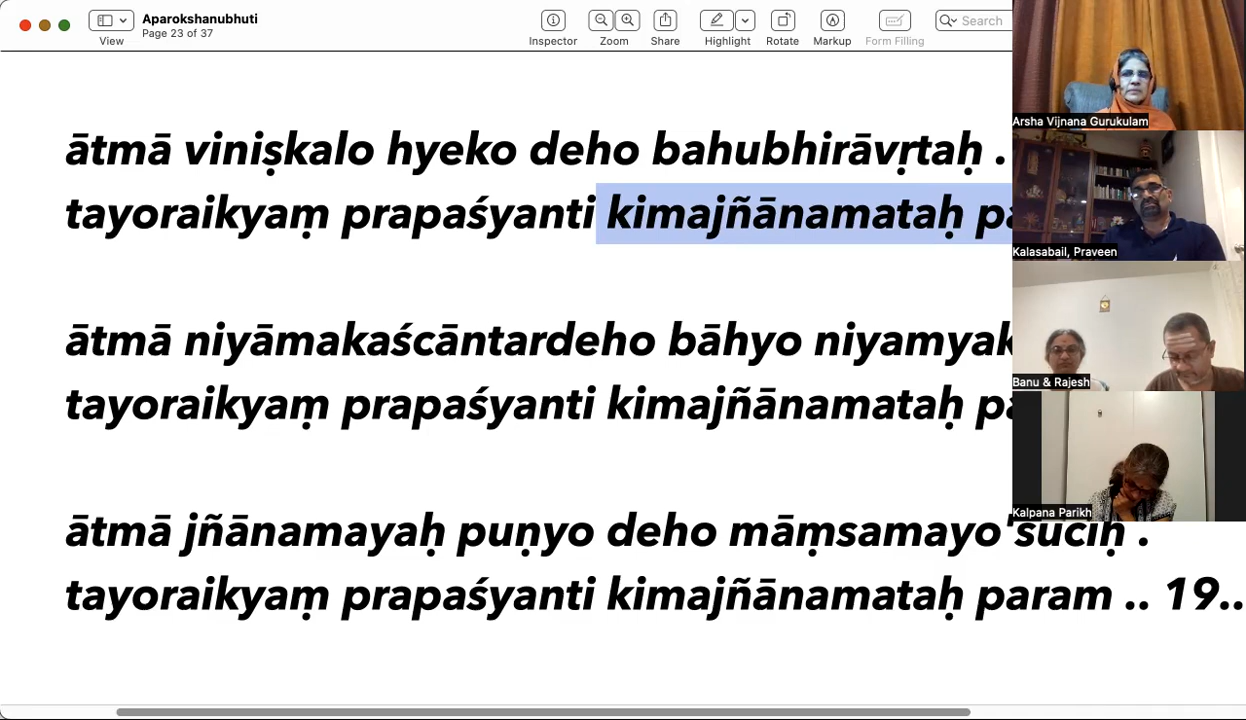 Aparokshanubhuti
Page 23 of 37
View
Inspector
Zoom
Share
Highlight
Rotate
Markup
Form Filling
Search
ātmā viniṣkalo hyeko deho bahubhirāvṛtaḥ .
tayoraikyaṃ prapaśyanti kimajñānamataḥ
ātmā niyāmakaścāntardeho bāhyo
tayoraikyaṃ prapaśyanti kimajñānamataḥ
ātmā jñānamayaḥ puṇyo deho māṃsamayo'śuciḥ .
tayoraikyaṃ prapaśyanti kimajñānamataḥ param .. 19..
Arsha Vijnana Gurukulam
Kalasabail, Praveen
Banu & Rajesh
Kalpana Parikh